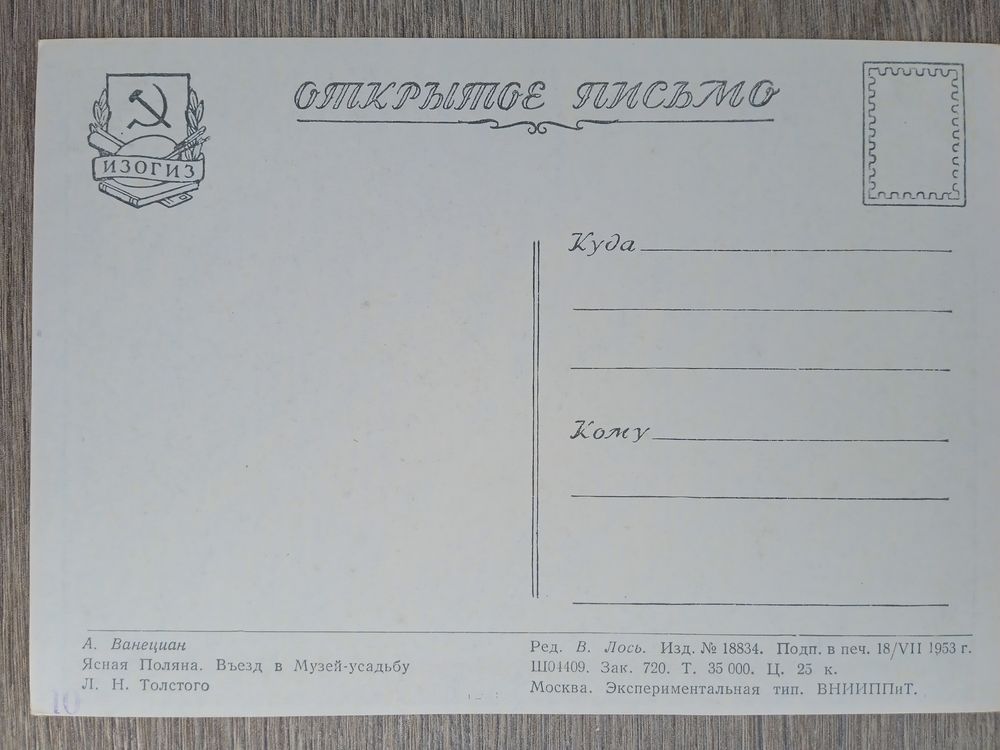 ОТКРЫТОЕ ПИСЬМО
ИЗОГИЗ
Куда
Кому
А. Ванециан
Ясная Поляна. Въезд в Музей-усадьбу
Л. Н. Толстого
Ред. В. Лось. Изд. № 18834. Подп. в печ. 18/VII 1953 г.
Ш04409. Зак. 720. Т. 35 000. Ц. 25 к.
Москва. Экспериментальная тип. ВНИИППиТ.
10